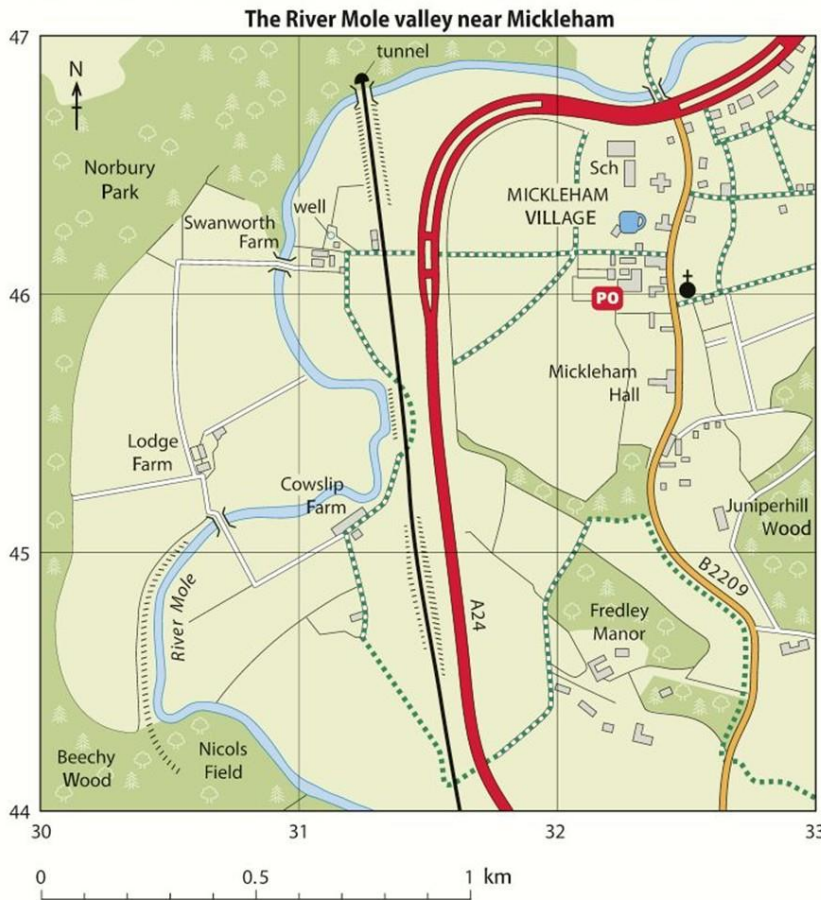 The River Mole valley near Mickleham
47
tunnel
N
Norbury
Park
Sch
MICKLEHAM
VILLAGE
well
Swanworth
Farm
46
PO
Mickleham
Hall
Lodge
Farm
Cowslip
Farm
Juniperhill
Wood
45
B2209
River Mole
A24
Fredley
Manor
Beechy
Wood
Nicols
Field
44
30
31
32
33
0
0.5
1 km